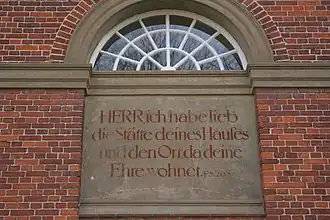 HERR ich habe lieb
die Stätte deines Hauses
und den Ort, da deine
Ehre wohnet.